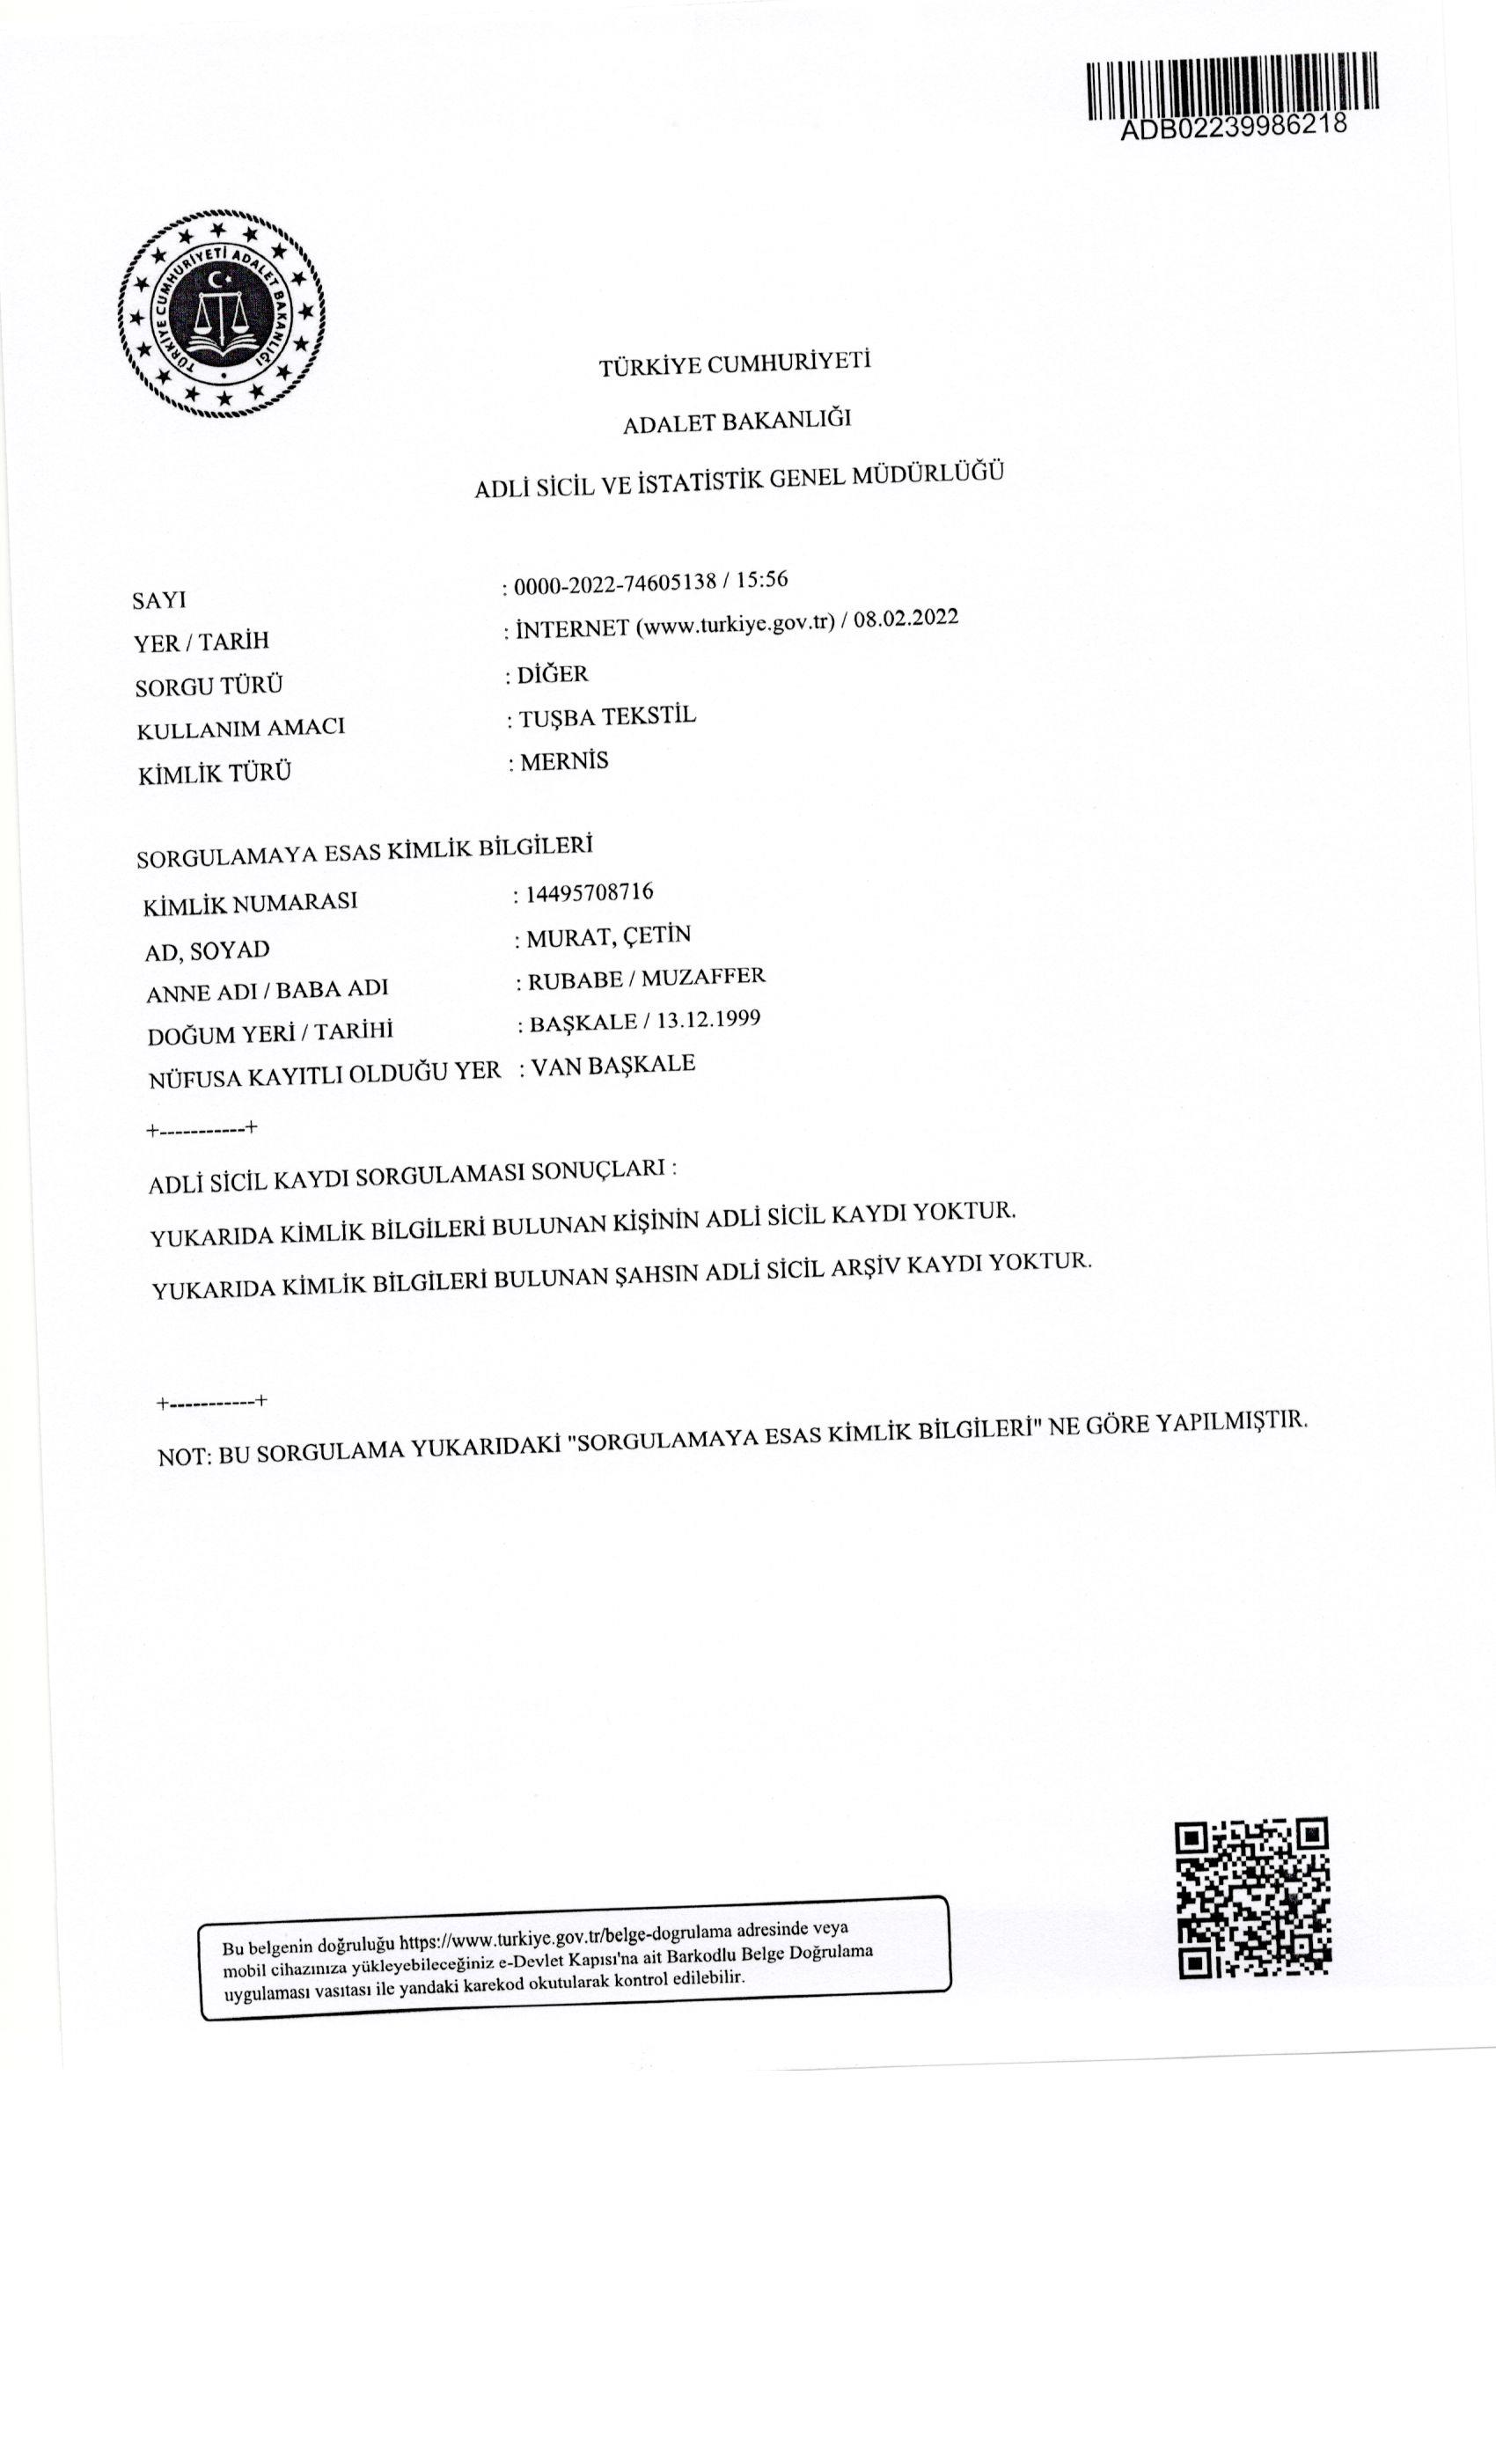 ADB02239986218
TÜRKİYE CUMHURİYETİ ADALET BAKANLIĞI
TÜRKİYE CUMHURİYETİ
ADALET BAKANLIĞI
ADLİ SİCİL VE İSTATİSTİK GENEL MÜDÜRLÜĞÜ
SAYI : 0000-2022-74605138 / 15:56
YER / TARİH : İNTERNET (www.turkiye.gov.tr) / 08.02.2022
SORGU TÜRÜ : DİĞER
KULLANIM AMACI : TUŞBA TEKSTİL
KİMLİK TÜRÜ : MERNİS
SORGULAMAYA ESAS KİMLİK BİLGİLERİ
KİMLİK NUMARASI : 14495708716
AD, SOYAD : MURAT, ÇETİN
ANNE ADI / BABA ADI : RUBABE / MUZAFFER
DOĞUM YERİ / TARİHİ : BAŞKALE / 13.12.1999
NÜFUSA KAYITLI OLDUĞU YER : VAN BAŞKALE
+-----------+
ADLİ SİCİL KAYDI SORGULAMASI SONUÇLARI :
YUKARIDA KİMLİK BİLGİLERİ BULUNAN KİŞİNİN ADLİ SİCİL KAYDI YOKTUR.
YUKARIDA KİMLİK BİLGİLERİ BULUNAN ŞAHSIN ADLİ SİCİL ARŞİV KAYDI YOKTUR.
+-----------+
NOT: BU SORGULAMA YUKARIDAKİ "SORGULAMAYA ESAS KİMLİK BİLGİLERİ" NE GÖRE YAPILMIŞTIR.
Bu belgenin doğruluğu https://www.turkiye.gov.tr/belge-dogrulama adresinde veya
mobil cihazınıza yükleyebileceğiniz e-Devlet Kapısı'na ait Barkodlu Belge Doğrulama
uygulaması vasıtası ile yandaki karekod okutularak kontrol edilebilir.